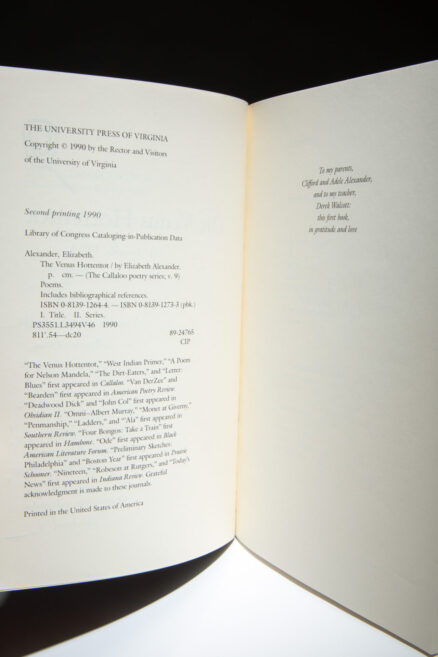 THE UNIVERSITY PRESS OF VIRGINIA
Copyright © 1990 by the Rector and Visitors
of the University of Virginia
Second printing 1990
Library of Congress Cataloging-in-Publication Data
Alexander, Elizabeth.
The Venus Hottentot / by Elizabeth Alexander.
p. cm. — (The Callaloo poetry series; v. 9)
Poems.
Includes bibliographical references.
ISBN 0-8139-1264-4. — ISBN 0-8139-1273-3 (pbk.)
I. Title. II. Series.
PS3551.L3494V46 1990
811'.54—dc20 89-24765
CIP
"The Venus Hottentot," "West Indian Primer," "A Poem
for Nelson Mandela," "The Dirt-Eaters," and "Letter:
Blues" first appeared in Callaloo. "Van DerZee" and
"Bearden" first appeared in American Poetry Review.
"Deadwood Dick" and "John Col" first appeared in
Obsidian II. "Omni–Albert Murray," "Monet at Giverny,"
"Penmanship," "Ladders," and "'Ala" first appeared in
Southern Review. "Four Bongos: Take a Train" first
appeared in Hambone. "Ode" first appeared in Black
American Literature Forum. "Preliminary Sketches:
Philadelphia" and "Boston Year" first appeared in Prairie
Schooner. "Nineteen," "Robeson at Rutgers," and "Today's
News" first appeared in Indiana Review. Grateful
acknowledgment is made to these journals.
Printed in the United States of America
To my parents,
Clifford and Adele Alexander,
and to my teacher,
Derek Walcott:
this first book,
in gratitude and love